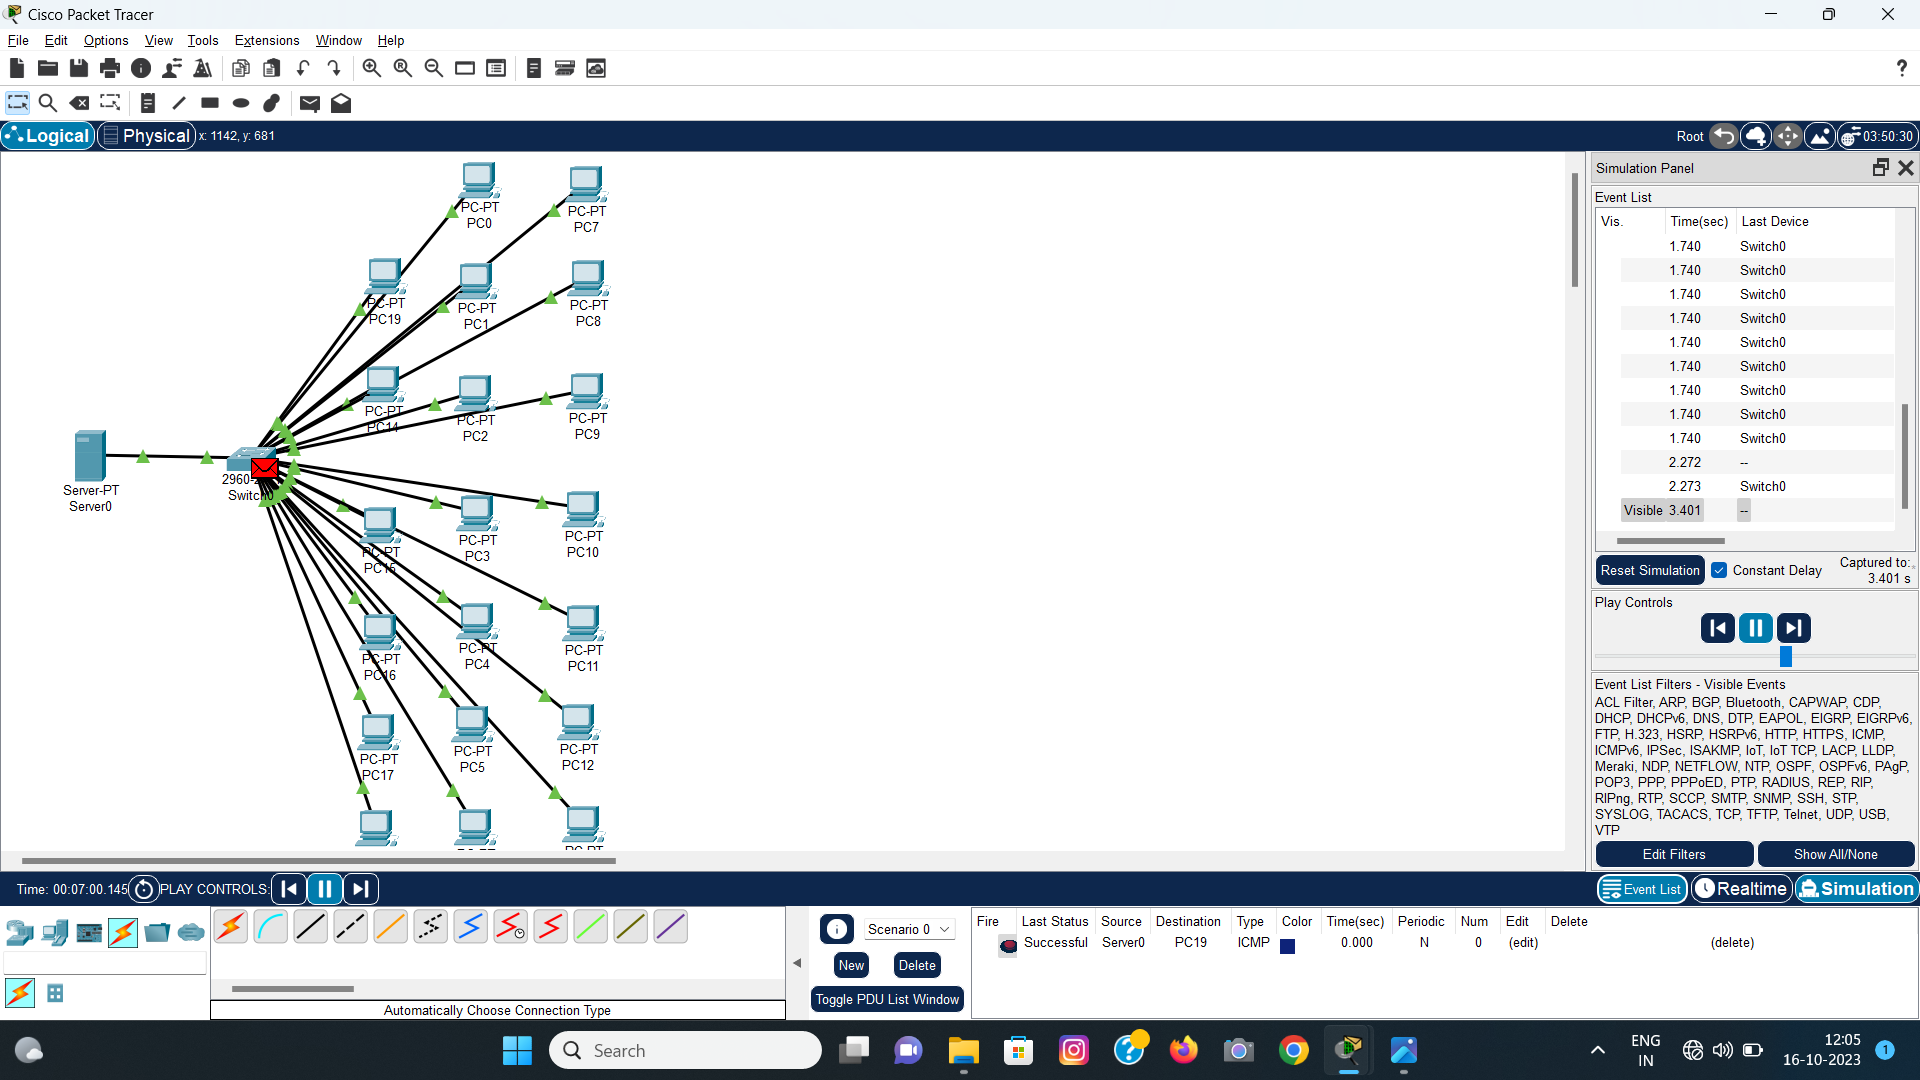 Cisco Packet Tracer
File Edit Options View Tools Extensions Window Help
?
Logical Physical x: 1142, y: 681 Root 03:50:30
PC-PT
PC0
PC-PT
PC7
PC-PT
PC19
PC-PT
PC1
PC-PT
PC8
PC-PT
PC14
PC-PT
PC2
PC-PT
PC9
Server-PT
Server0
2960-2
Switch0
PC-PT
PC15
PC-PT
PC3
PC-PT
PC10
PC-PT
PC16
PC-PT
PC4
PC-PT
PC11
PC-PT
PC17
PC-PT
PC5
PC-PT
PC12
Simulation Panel
Event List
Vis. Time(sec) Last Device
1.740 Switch0
1.740 Switch0
1.740 Switch0
1.740 Switch0
1.740 Switch0
1.740 Switch0
1.740 Switch0
1.740 Switch0
1.740 Switch0
2.272 --
2.273 Switch0
Visible 3.401 --
Reset Simulation Constant Delay Captured to:
3.401 s
Play Controls
Event List Filters - Visible Events
ACL Filter, ARP, BGP, Bluetooth, CAPWAP, CDP,
DHCP, DHCPv6, DNS, DTP, EAPOL, EIGRP, EIGRPv6,
FTP, H.323, HSRP, HSRPv6, HTTP, HTTPS, ICMP,
ICMPv6, IPSec, ISAKMP, IoT, IoT TCP, LACP, LLDP,
Meraki, NDP, NETFLOW, NTP, OSPF, OSPFv6, PAgP,
POP3, PPP, PPPoED, PTP, RADIUS, REP, RIP,
RIPng, RTP, SCCP, SMTP, SNMP, SSH, STP,
SYSLOG, TACACS, TCP, TFTP, Telnet, UDP, USB,
VTP
Edit Filters Show All/None
Time: 00:07:00.145 PLAY CONTROLS: Event List Realtime Simulation
Automatically Choose Connection Type
Scenario 0
New Delete
Toggle PDU List Window
Fire Last Status Source Destination Type Color Time(sec) Periodic Num Edit Delete
Successful Server0 PC19 ICMP 0.000 N 0 (edit) (delete)
Search
ENG
IN
12:05
16-10-2023
1